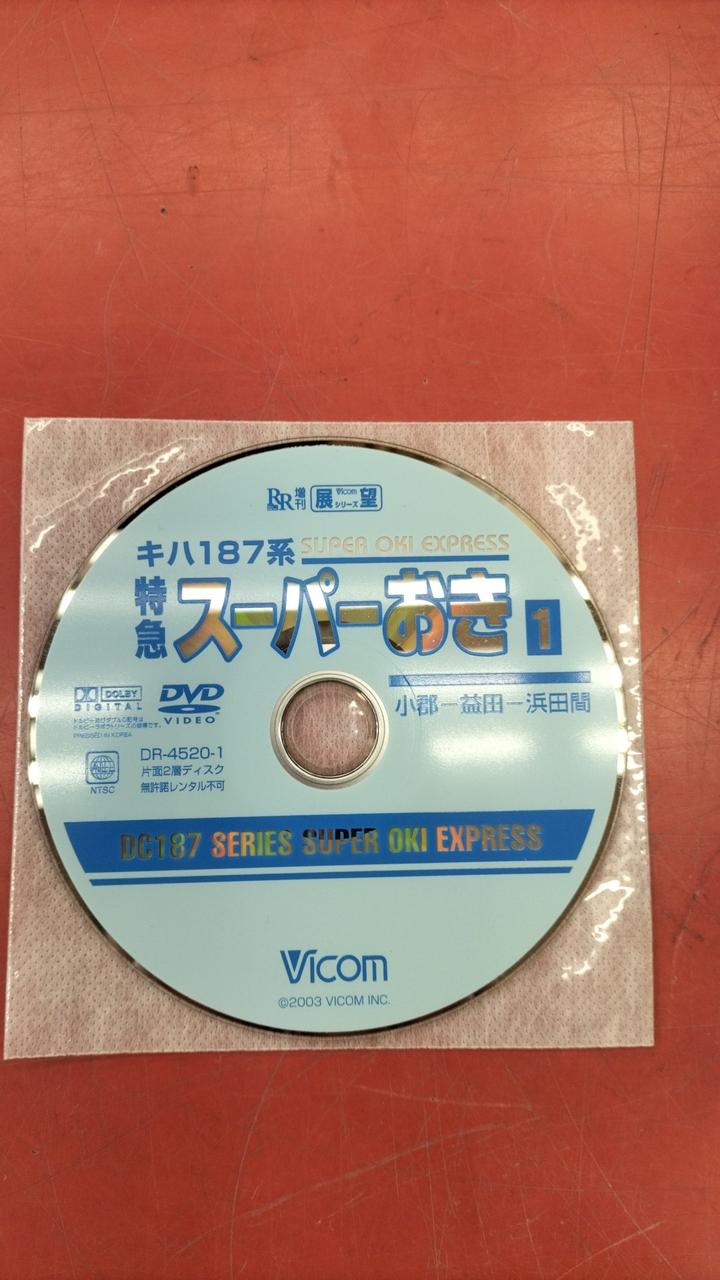 RR 増刊 展 Vicom シリーズ 望
キハ187系 SUPER OKI EXPRESS
特急 スーパーおき 1
小郡ー益田ー浜田間
DOLBY
DIGITAL
DVD
VIDEO
PRESSED IN KOREA
DR-4520-1
片面2層ディスク
無許諾レンタル不可
NTSC
DC187 SERIES SUPER OKI EXPRESS
Vicom
©2003 VICOM INC.